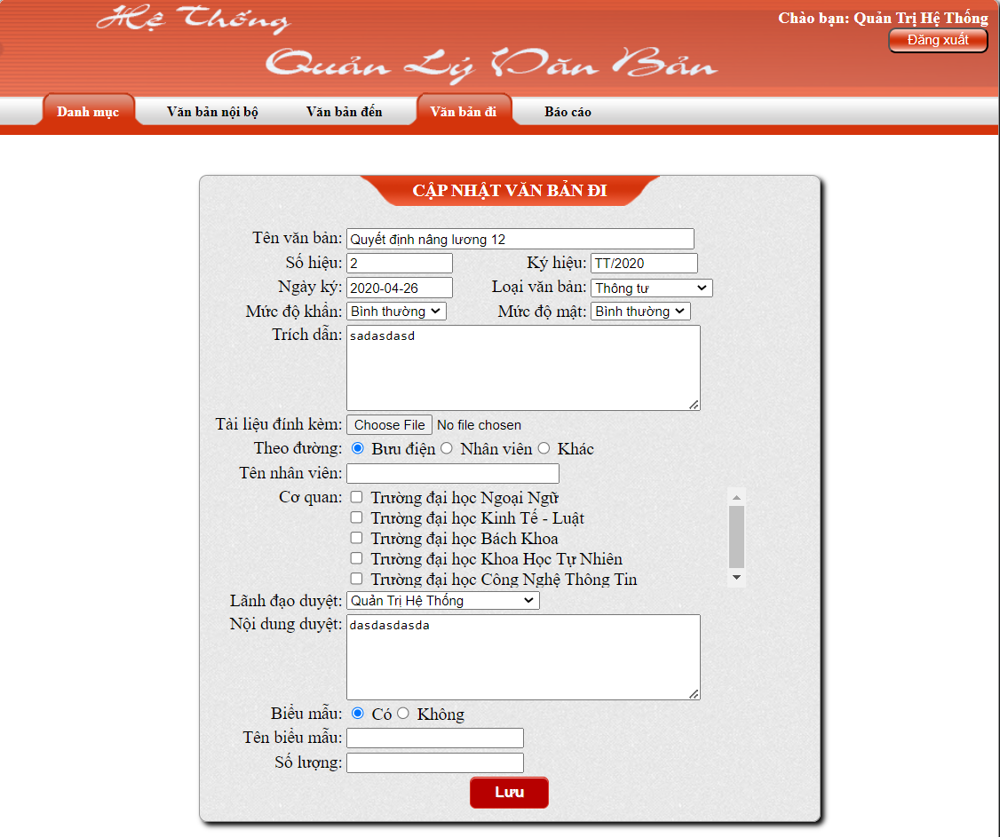 Hệ Thống
Chào bạn: Quản Trị Hệ Thống
Đăng xuất
Quản Lý Văn Bản
Danh mục Văn bản nội bộ Văn bản đến Văn bản đi Báo cáo
CẬP NHẬT VĂN BẢN ĐI
Tên văn bản: Quyết định nâng lương 12
Số hiệu: 2 Ký hiệu: TT/2020
Ngày ký: 2020-04-26 Loại văn bản: Thông tư
Mức độ khẩn: Bình thường Mức độ mật: Bình thường
Trích dẫn: sadasdasd
Tài liệu đính kèm: Choose File No file chosen
Theo đường: Bưu điện Nhân viên Khác
Tên nhân viên:
Cơ quan: Trường đại học Ngoại Ngữ
Trường đại học Kinh Tế - Luật
Trường đại học Bách Khoa
Trường đại học Khoa Học Tự Nhiên
Trường đại học Công Nghệ Thông Tin
Lãnh đạo duyệt: Quản Trị Hệ Thống
Nội dung duyệt: dasdasdasda
Biểu mẫu: Có Không
Tên biểu mẫu:
Số lượng:
Lưu